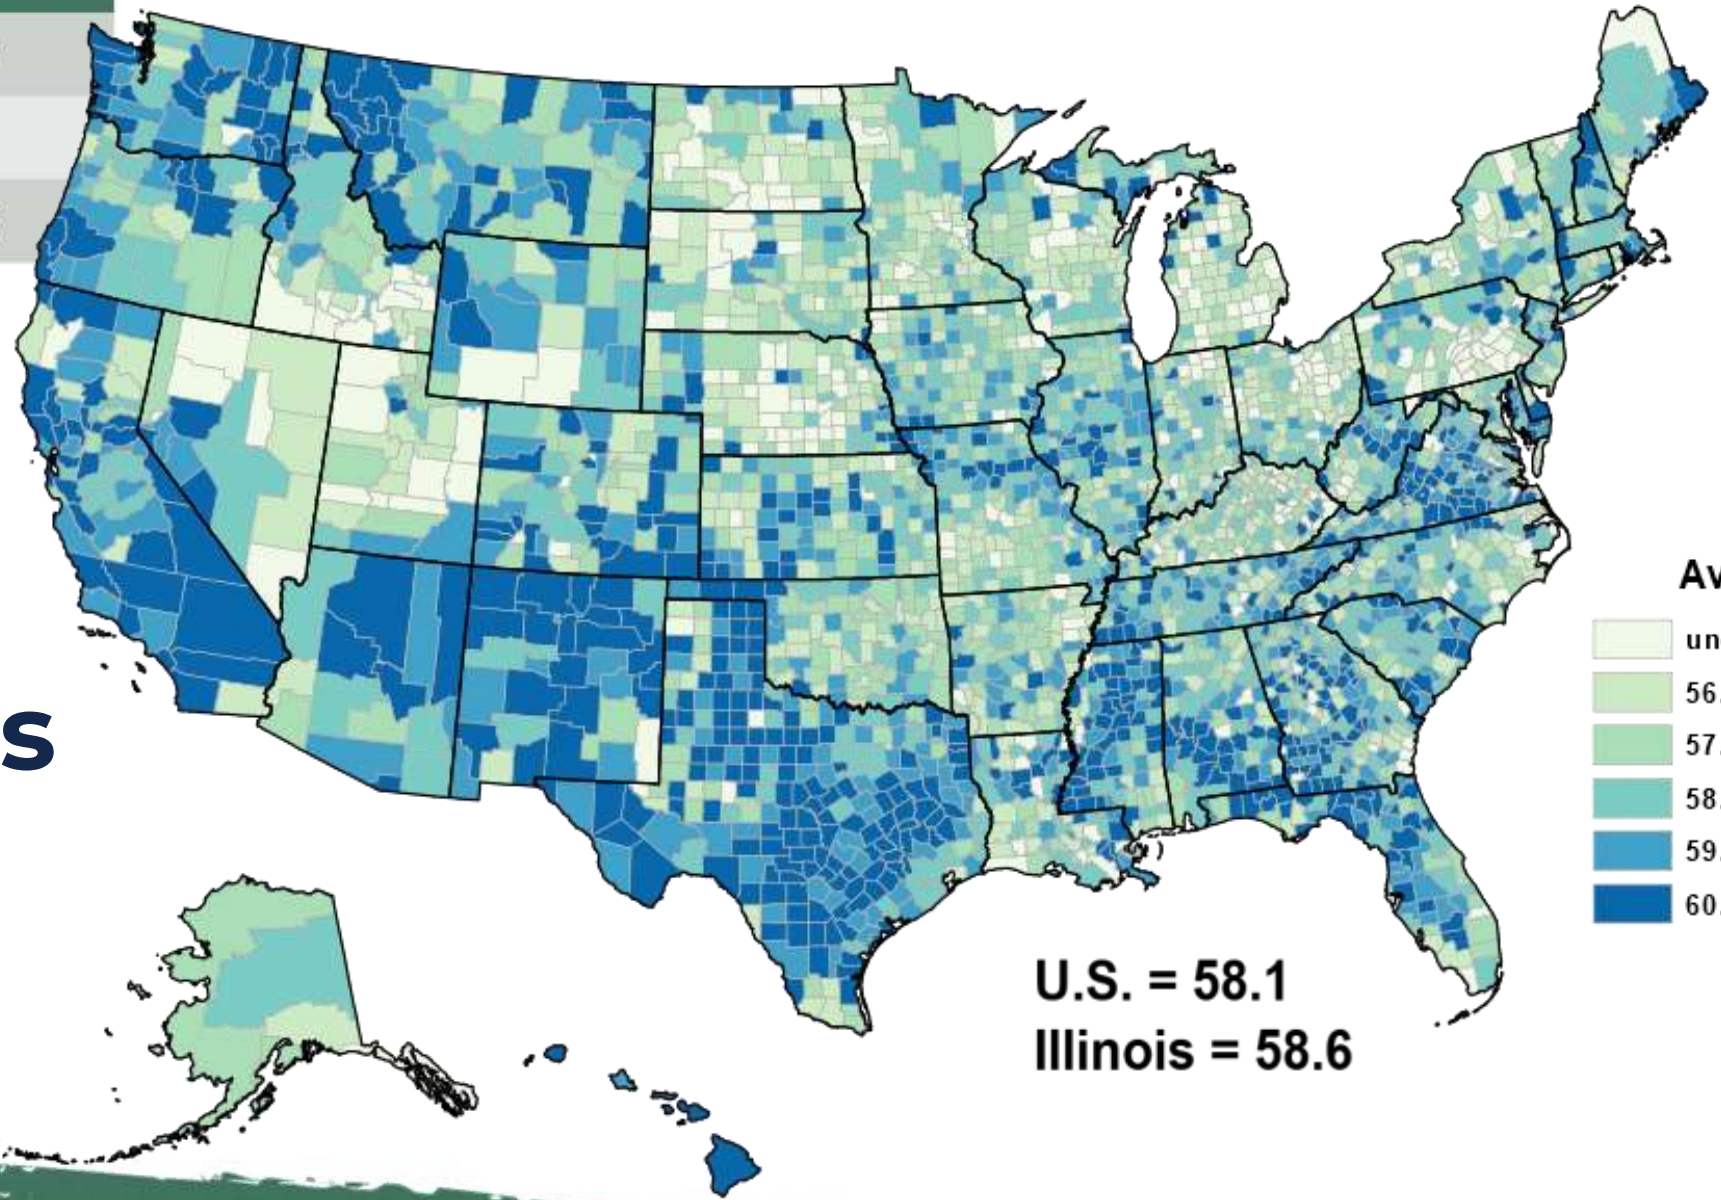 s
Av
un
56.
57.
58.
59.
60.
U.S. = 58.1
Illinois = 58.6